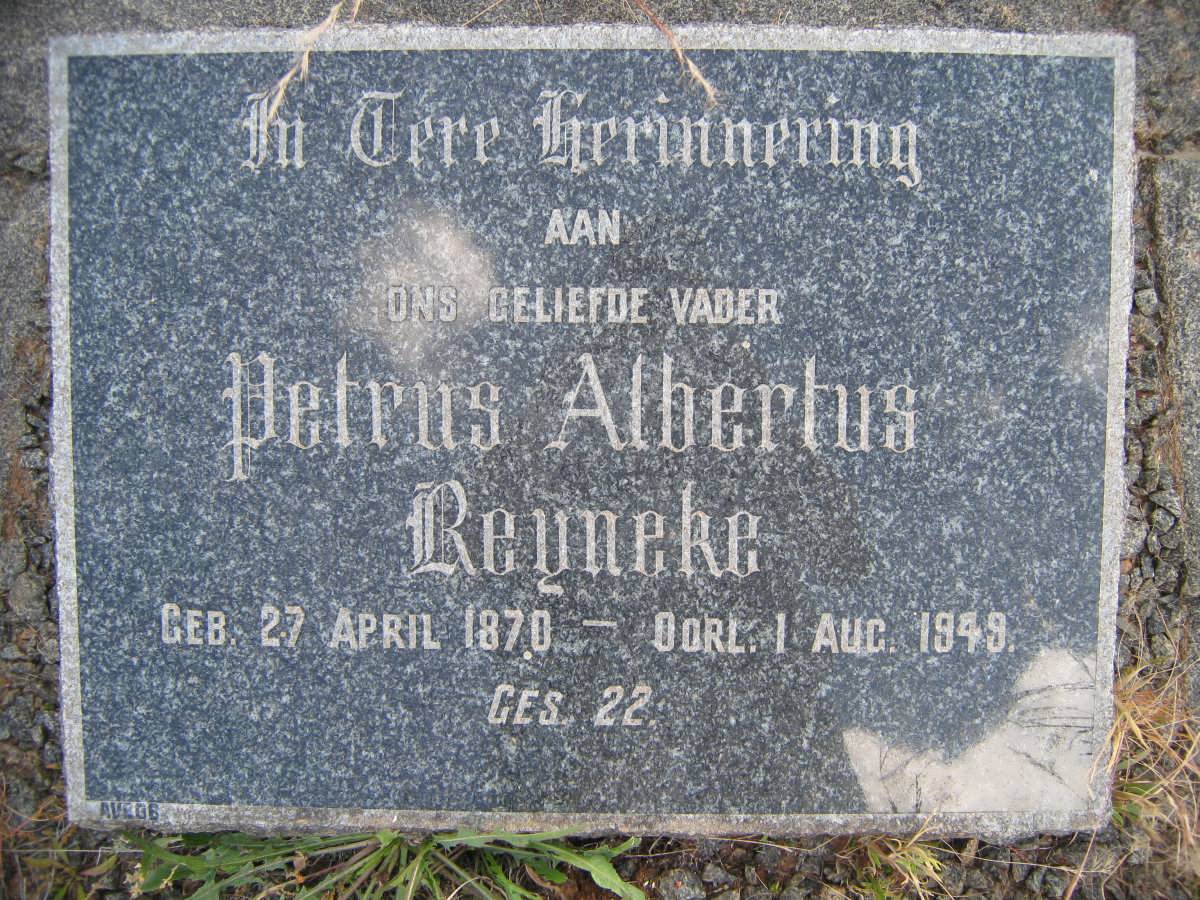 In Tere Herinnering
AAN
ONS GELIEFDE VADER
Petrus Albertus
Reyneke
GEB. 27 APRIL 1870 — OORL. 1 AUG. 1949.
GES. 22.